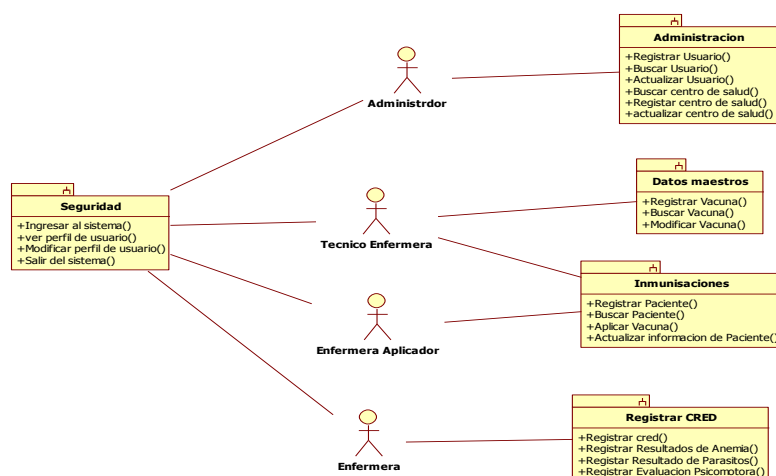 Administracion
+Registrar Usuario()
+Buscar Usuario()
+Actualizar Usuario()
+Buscar centro de salud()
+Registar centro de salud()
+actualizar centro de salud()
Administrdor
Seguridad
+Ingresar al sistema()
+ver perfil de usuario()
+Modificar perfil de usuario()
+Salir del sistema()
Tecnico Enfermera
Datos maestros
+Registrar Vacuna()
+Buscar Vacuna()
+Modificar Vacuna()
Inmunisaciones
+Registrar Paciente()
+Buscar Paciente()
+Aplicar Vacuna()
+Actualizar informacion de Paciente()
Enfermera Aplicador
Registrar CRED
+Registrar cred()
+Registrar Resultados de Anemia()
+Registar Resultado de Parasitos()
+Registrar Evaluacion Psicomotora()
Enfermera